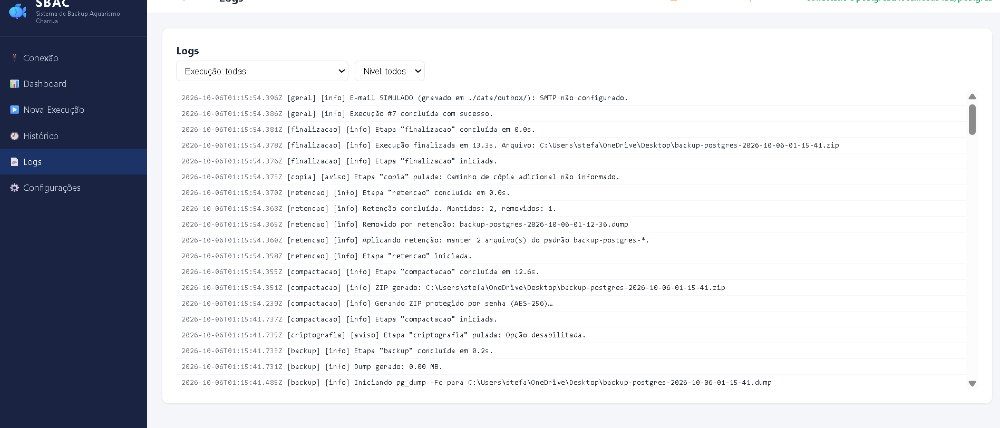 SBAC
Sistema de Backup Aquarismo
Charrua
Conexão
Dashboard
Nova Execução
Histórico
Logs
Configurações
Logs
Logs
Execução: todas
Nível: todos
2026-10-06T01:15:54.396Z [geral] [info] E-mail SIMULADO (gravado em ./data/outbox/): SMTP não configurado.
2026-10-06T01:15:54.386Z [geral] [info] Execução #7 concluída com sucesso.
2026-10-06T01:15:54.381Z [finalizacao] [info] Etapa "finalizacao" concluída em 0.0s.
2026-10-06T01:15:54.378Z [finalizacao] [info] Execução finalizada em 13.3s. Arquivo: C:\Users\stefa\OneDrive\Desktop\backup-postgres-2026-10-06-01-15-41.zip
2026-10-06T01:15:54.376Z [finalizacao] [info] Etapa "finalizacao" iniciada.
2026-10-06T01:15:54.373Z [copia] [aviso] Etapa "copia" pulada: Caminho de cópia adicional não informado.
2026-10-06T01:15:54.370Z [retencao] [info] Etapa "retencao" concluída em 0.0s.
2026-10-06T01:15:54.368Z [retencao] [info] Retenção concluída. Mantidos: 2, removidos: 1.
2026-10-06T01:15:54.365Z [retencao] [info] Removido por retenção: backup-postgres-2026-10-06-01-12-36.dump
2026-10-06T01:15:54.360Z [retencao] [info] Aplicando retenção: manter 2 arquivo(s) do padrão backup-postgres-*.
2026-10-06T01:15:54.358Z [retencao] [info] Etapa "retencao" iniciada.
2026-10-06T01:15:54.355Z [compactacao] [info] Etapa "compactacao" concluída em 12.6s.
2026-10-06T01:15:54.351Z [compactacao] [info] ZIP gerado: C:\Users\stefa\OneDrive\Desktop\backup-postgres-2026-10-06-01-15-41.zip
2026-10-06T01:15:54.239Z [compactacao] [info] Gerando ZIP protegido por senha (AES-256)…
2026-10-06T01:15:41.737Z [compactacao] [info] Etapa "compactacao" iniciada.
2026-10-06T01:15:41.735Z [criptografia] [aviso] Etapa "criptografia" pulada: Opção desabilitada.
2026-10-06T01:15:41.733Z [backup] [info] Etapa "backup" concluída em 0.2s.
2026-10-06T01:15:41.731Z [backup] [info] Dump gerado: 0.00 MB.
2026-10-06T01:15:41.485Z [backup] [info] Iniciando pg_dump -Fc para C:\Users\stefa\OneDrive\Desktop\backup-postgres-2026-10-06-01-15-41.dump